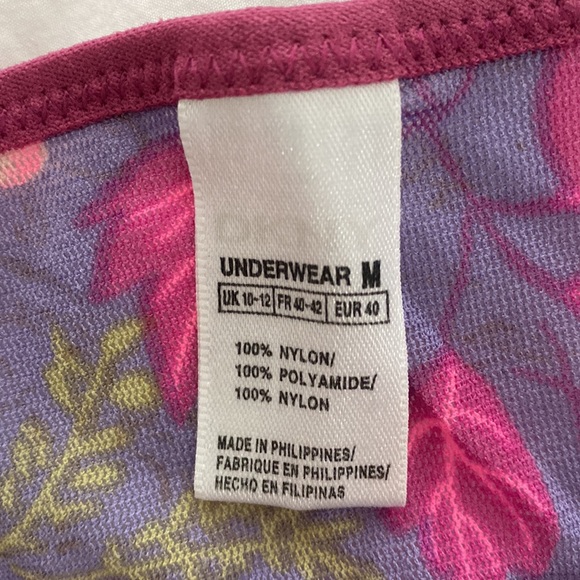 DKNY
UNDERWEAR M
UK 10-12 FR 40-42 EUR 40
100% NYLON/
100% POLYAMIDE/
100% NYLON
MADE IN PHILIPPINES/
FABRIQUE EN PHILIPPINES/
HECHO EN FILIPINAS